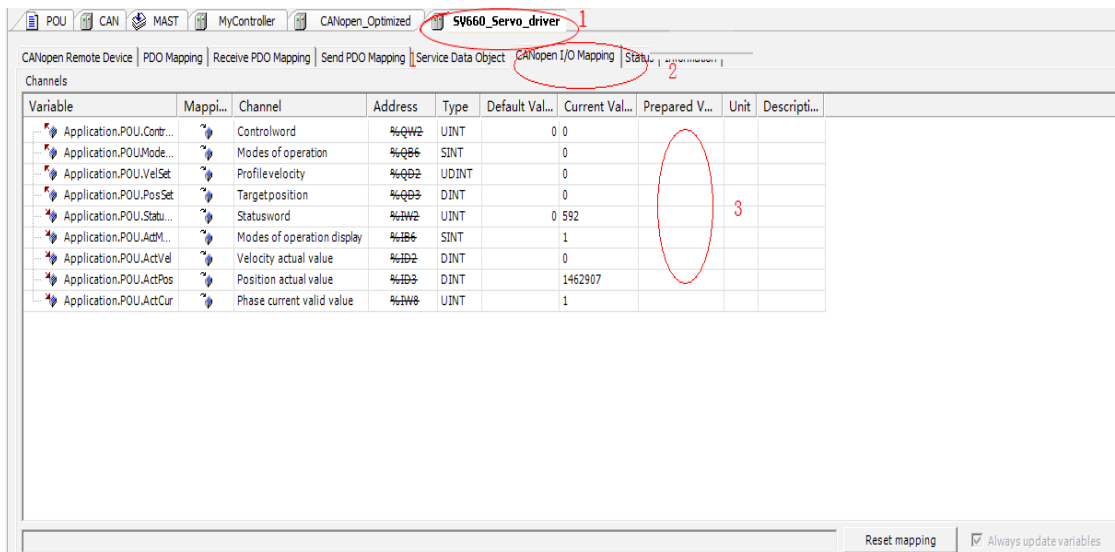 POU CAN MAST MyController CANopen_Optimized SV660_Servo_driver 1
CANopen Remote Device PDO Mapping Receive PDO Mapping Send PDO Mapping Service Data Object CANopen I/O Mapping Status Information
2
Channels
Variable Mappi... Channel Address Type Default Val... Current Val... Prepared V... Unit Descripti...
Application.POU.Contr... Controlword %QW2 UINT 0 0
Application.POU.Mode... Modes of operation %QB6 SINT 0
Application.POU.VelSet Profilevelocity %QD2 UDINT 0
Application.POU.PosSet Targetposition %QD3 DINT 0
Application.POU.Statu... Statusword %IW2 UINT 0 592
3
Application.POU.ActM... Modes of operation display %IB6 SINT 1
Application.POU.ActVel Velocity actual value %ID2 DINT 0
Application.POU.ActPos Position actual value %ID3 DINT 1462907
Application.POU.ActCur Phase current valid value %IW8 UINT 1
Reset mapping Always update variables